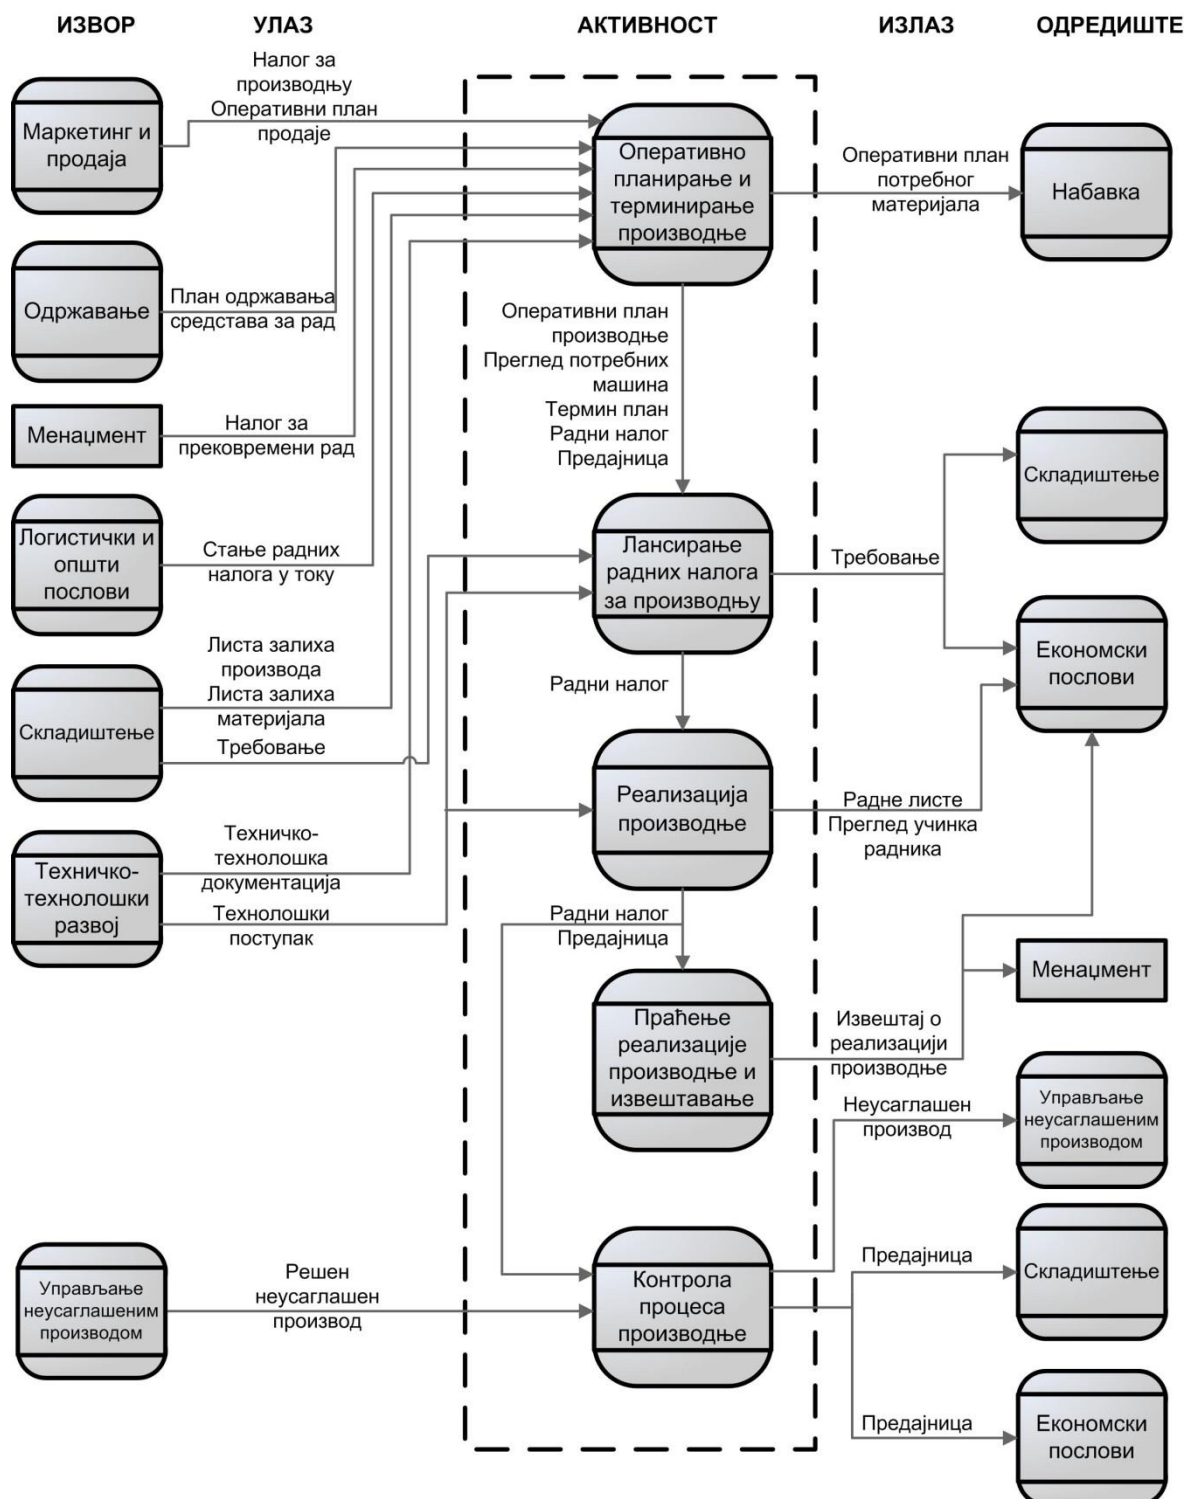 ИЗВОР
УЛАЗ
АКТИВНОСТ
ИЗЛАЗ
ОДРЕДИШТЕ
Маркетинг и
продаја
Налог за
производњу
Оперативни план
продаје
Оперативно
планирање и
терминирање
производње
Оперативни план
потребног
материјала
Набавка
Одржавање
План одржавања
средстава за рад
Оперативни план
производње
Преглед потребних
машина
Термин план
Радни налог
Предајница
Менаџмент
Налог за
прековремени рад
Складиштење
Логистички и
општи
послови
Стање радних
налога у току
Лансирање
радних налога
за производњу
Требовање
Економски
послови
Складиштење
Листа залиха
производа
Листа залиха
материјала
Требовање
Радни налог
Реализација
производње
Радне листе
Преглед учинка
радника
Техничко-
технолошки
развој
Техничко-
технолошка
документација
Технолошки
поступак
Радни налог
Предајница
Менаџмент
Праћење
реализације
производње и
извештавање
Извештај о
реализацији
производње
Неусаглашен
производ
Управљање
неусаглашеним
производом
Управљање
неусаглашеним
производом
Решен
неусаглашен
производ
Контрола
процеса
производње
Предајница
Складиштење
Предајница
Економски
послови